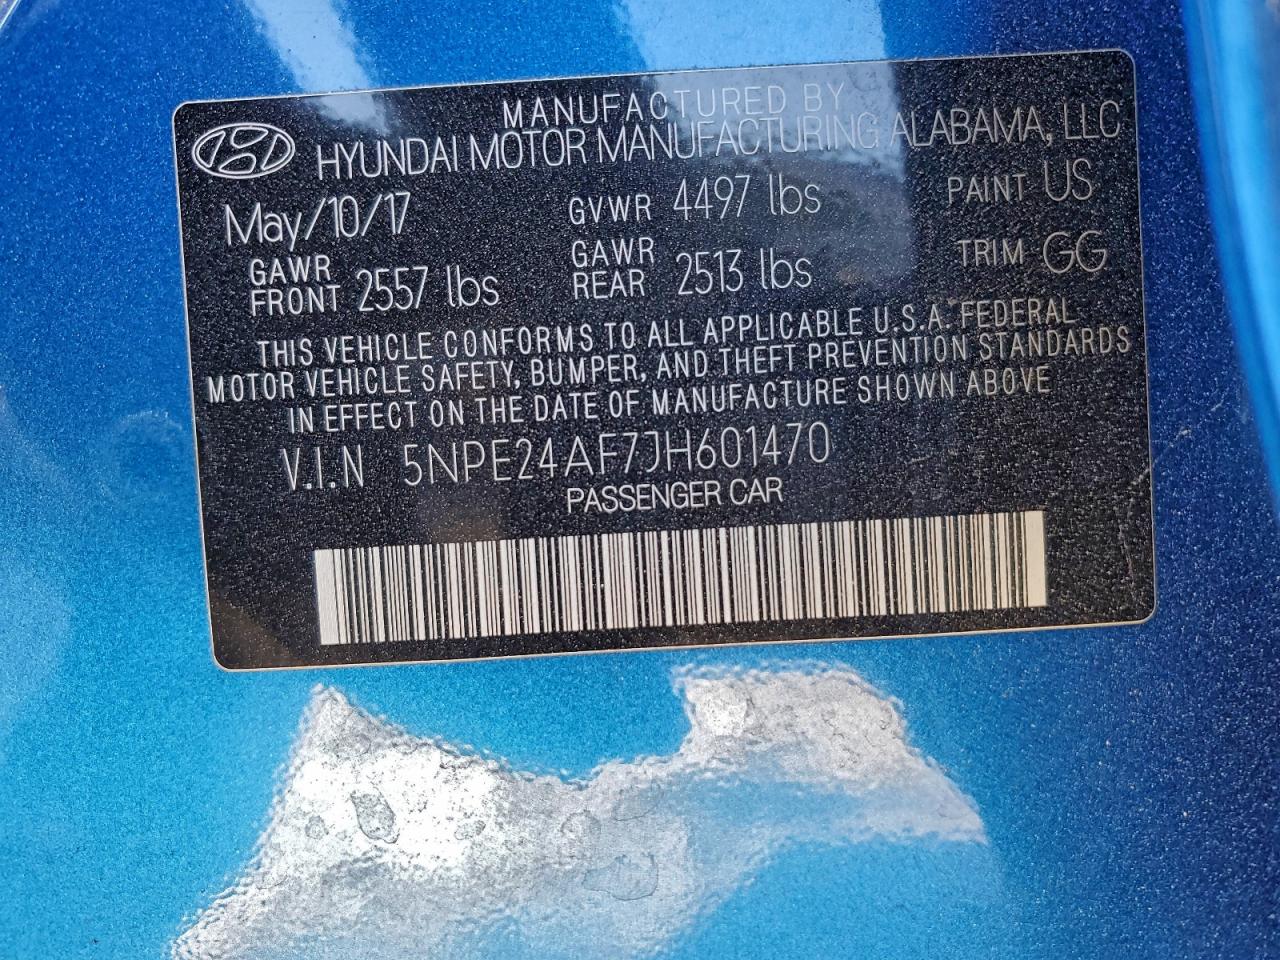 MANUFACTURED BY
HYUNDAI MOTOR MANUFACTURING ALABAMA, LLC
May/10/17 GVWR 4497 lbs PAINT US
GAWR FRONT 2557 lbs GAWR REAR 2513 lbs TRIM GG
THIS VEHICLE CONFORMS TO ALL APPLICABLE U.S.A. FEDERAL
MOTOR VEHICLE SAFETY, BUMPER, AND THEFT PREVENTION STANDARDS
IN EFFECT ON THE DATE OF MANUFACTURE SHOWN ABOVE
V.I.N 5NPE24AF7JH601470
PASSENGER CAR